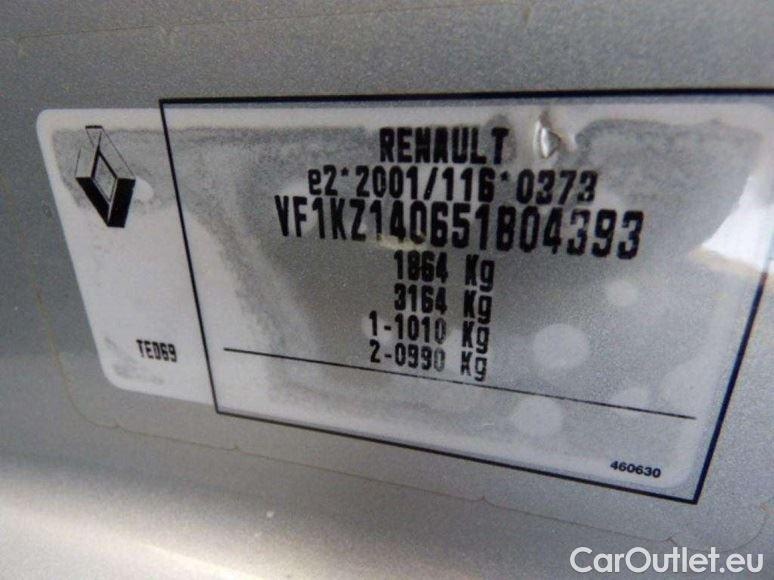 RENAULT
e2*2001/116*0373
VF1KZ140651804393
1864 Kg
3164 Kg
1-1010 Kg
2-0990 Kg
TED69
460630
CarOutlet.eu